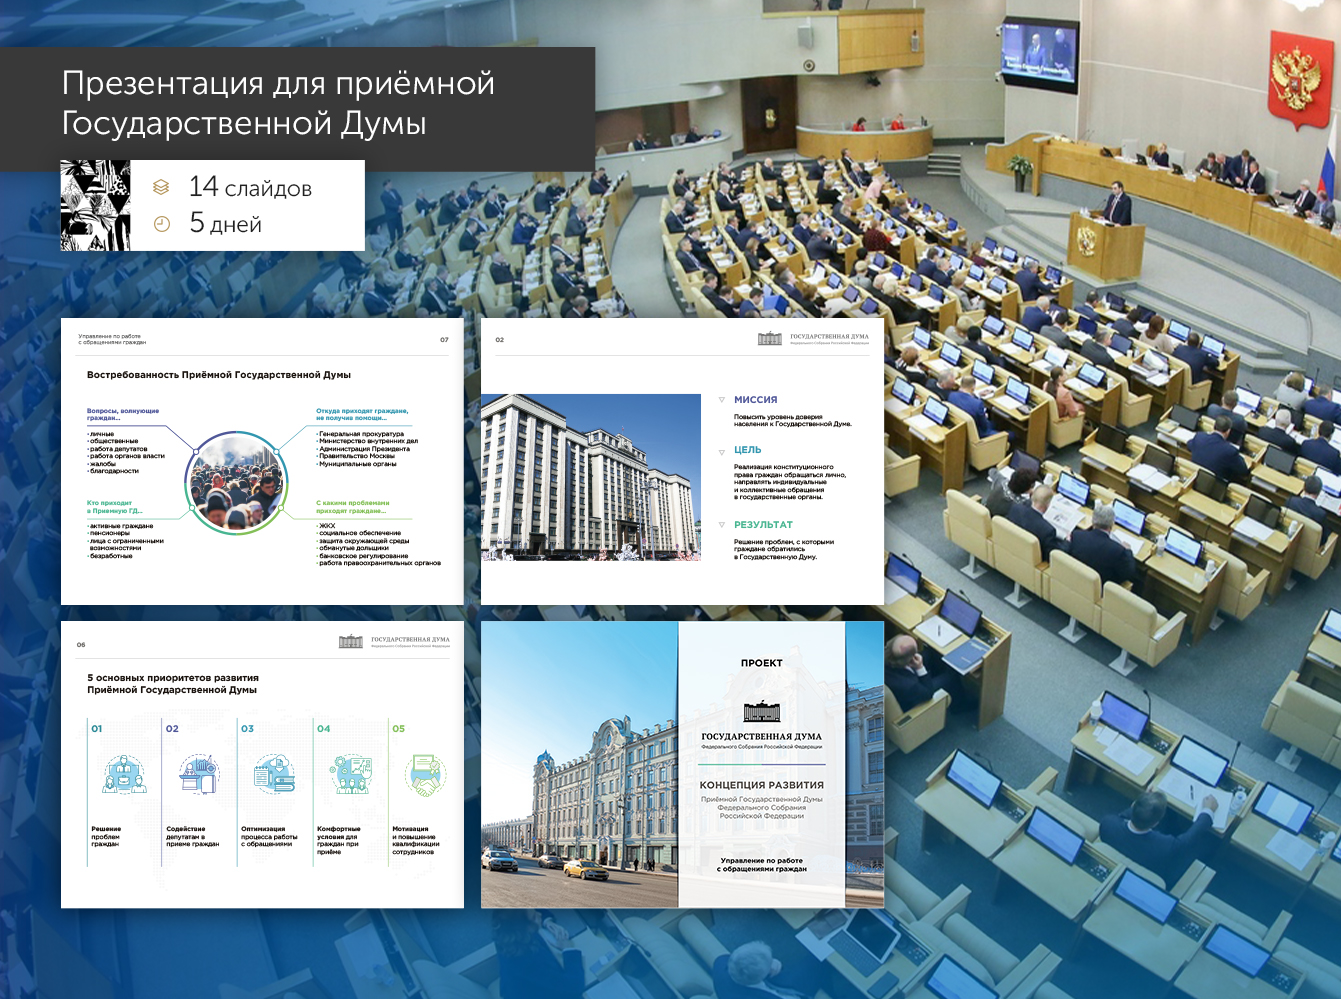 Презентация для приёмной
Государственной Думы
14 слайдов
5 дней
Управление по работе
с обращениями граждан
07
Востребованность Приёмной Государственной Думы
Вопросы, волнующие
граждан...
· личные
· общественные
· работа депутатов
· работа органов власти
· жалобы
· благодарности
Откуда приходят граждане,
не получив помощи...
· Генеральная прокуратура
· Министерство внутренних дел
· Администрация Президента
· Правительство Москвы
· Муниципальные органы
Кто приходит
в Приемную ГД...
· активные граждане
· пенсионеры
· лица с ограниченными
возможностями
· безработные
С какими проблемами
приходят граждане...
· ЖКХ
· социальное обеспечение
· защита окружающей среды
· обманутые дольщики
· банковское регулирование
· работа правоохранительных органов
02
ГОСУДАРСТВЕННАЯ ДУМА
Федерального Собрания Российской Федерации
МИССИЯ
Повысить уровень доверия
населения к Государственной Думе.
ЦЕЛЬ
Реализация конституционного
права граждан обращаться лично,
направлять индивидуальные
и коллективные обращения
в государственные органы.
РЕЗУЛЬТАТ
Решение проблем, с которыми
граждане обратились
в Государственную Думу.
06
ГОСУДАРСТВЕННАЯ ДУМА
Федерального Собрания Российской Федерации
5 основных приоритетов развития
Приёмной Государственной Думы
01
Решение
проблем
граждан
02
Содействие
депутатам в
приеме граждан
03
Оптимизация
процесса работы
с обращениями
04
Комфортные
условия для
граждан при
приёме
05
Мотивация
и повышение
квалификации
сотрудников
ПРОЕКТ
ГОСУДАРСТВЕННАЯ ДУМА
Федерального Собрания Российской Федерации
КОНЦЕПЦИЯ РАЗВИТИЯ
Приёмной Государственной Думы
Федерального Собрания
Российской Федерации
Управление по работе
с обращениями граждан